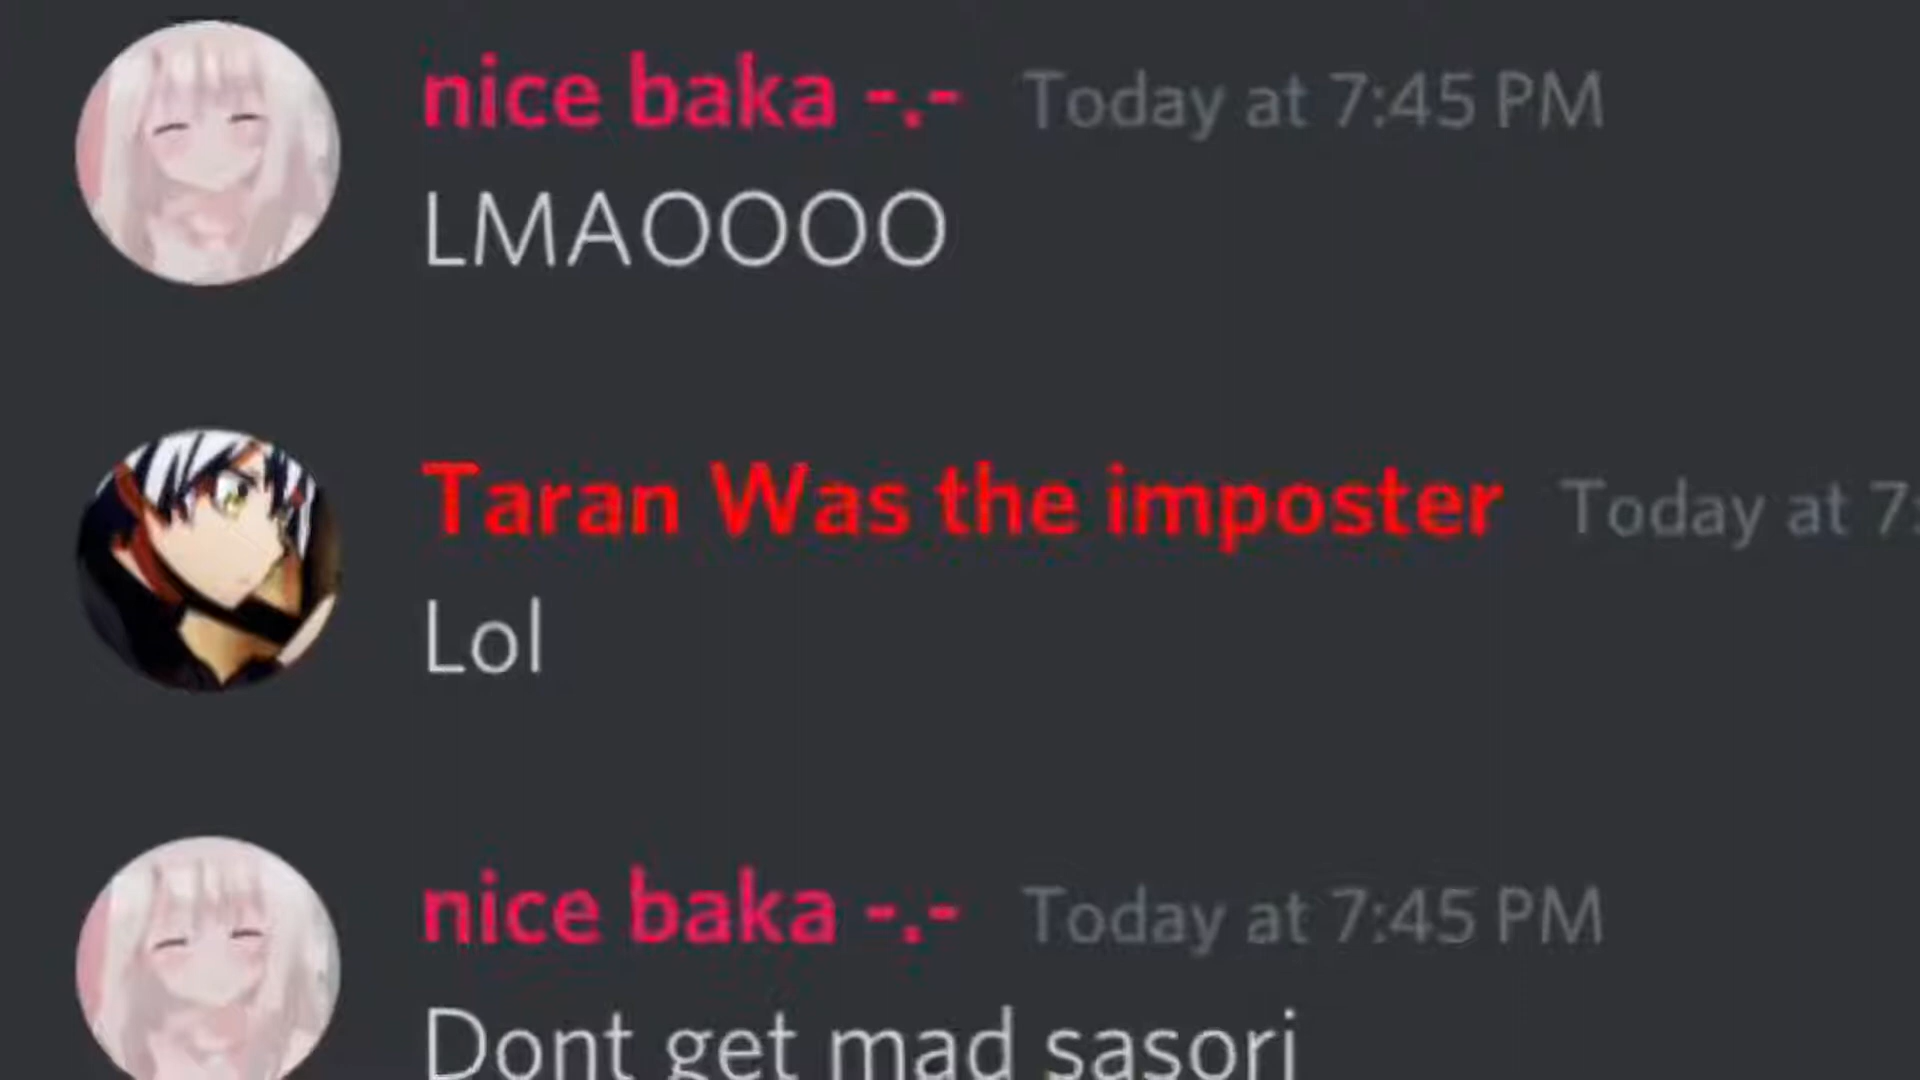 nice baka -.- Today at 7:45 PM
LMAOOOO
Taran Was the imposter Today at 7:
Lol
nice baka -.- Today at 7:45 PM
Dont get mad sasori